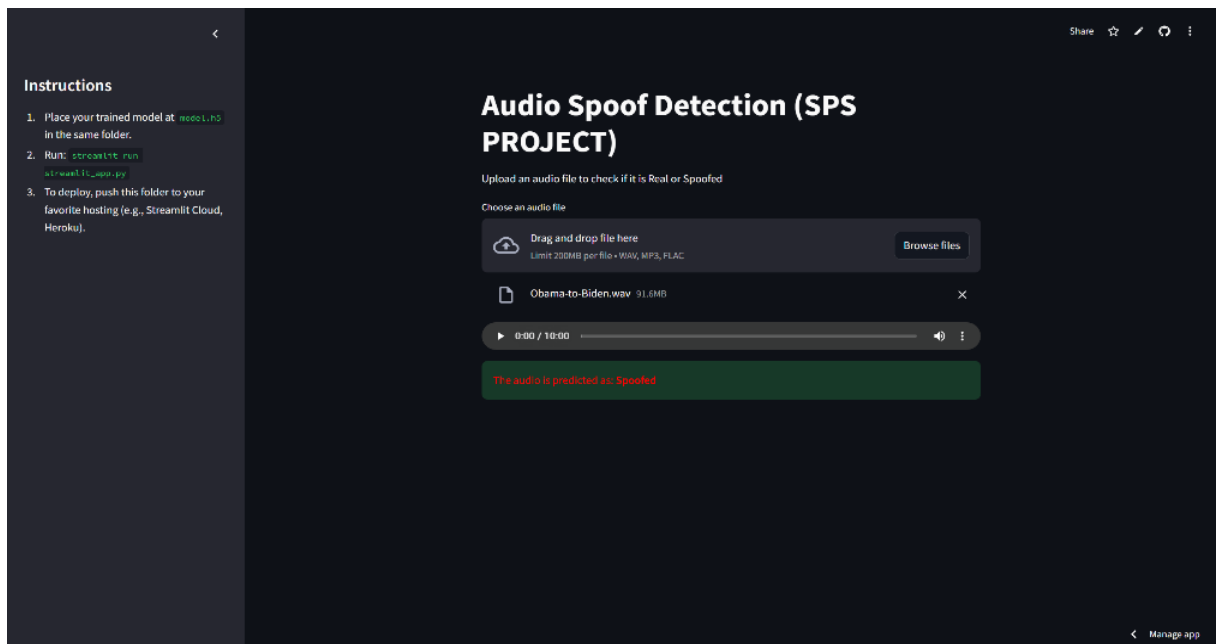 Share
Instructions
1. Place your trained model at model.h5
in the same folder.
2. Run: streamlit run
streamlit_app.py
3. To deploy, push this folder to your
favorite hosting (e.g., Streamlit Cloud,
Heroku).
Audio Spoof Detection (SPS
PROJECT)
Upload an audio file to check if it is Real or Spoofed
Choose an audio file
Drag and drop file here
Limit 200MB per file • WAV, MP3, FLAC
Browse files
Obama-to-Biden.wav 91.6MB
0:00 / 10:00
The audio is predicted as: Spoofed
Manage app